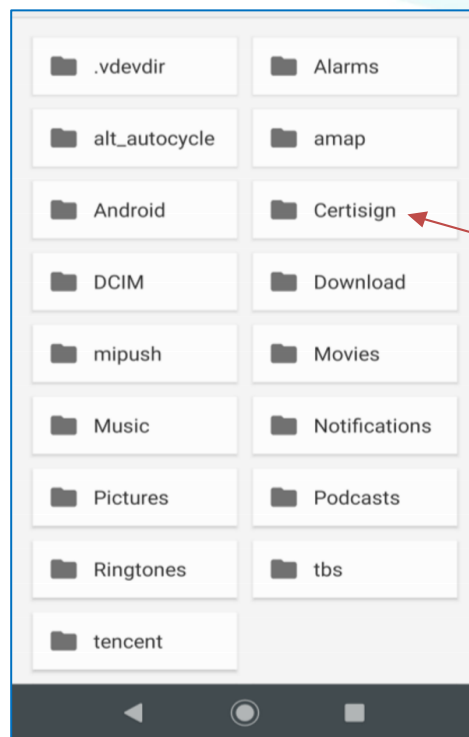 .vdevdir
Alarms
alt_autocycle
amap
Android
Certisign
DCIM
Download
mipush
Movies
Music
Notifications
Pictures
Podcasts
Ringtones
tbs
tencent